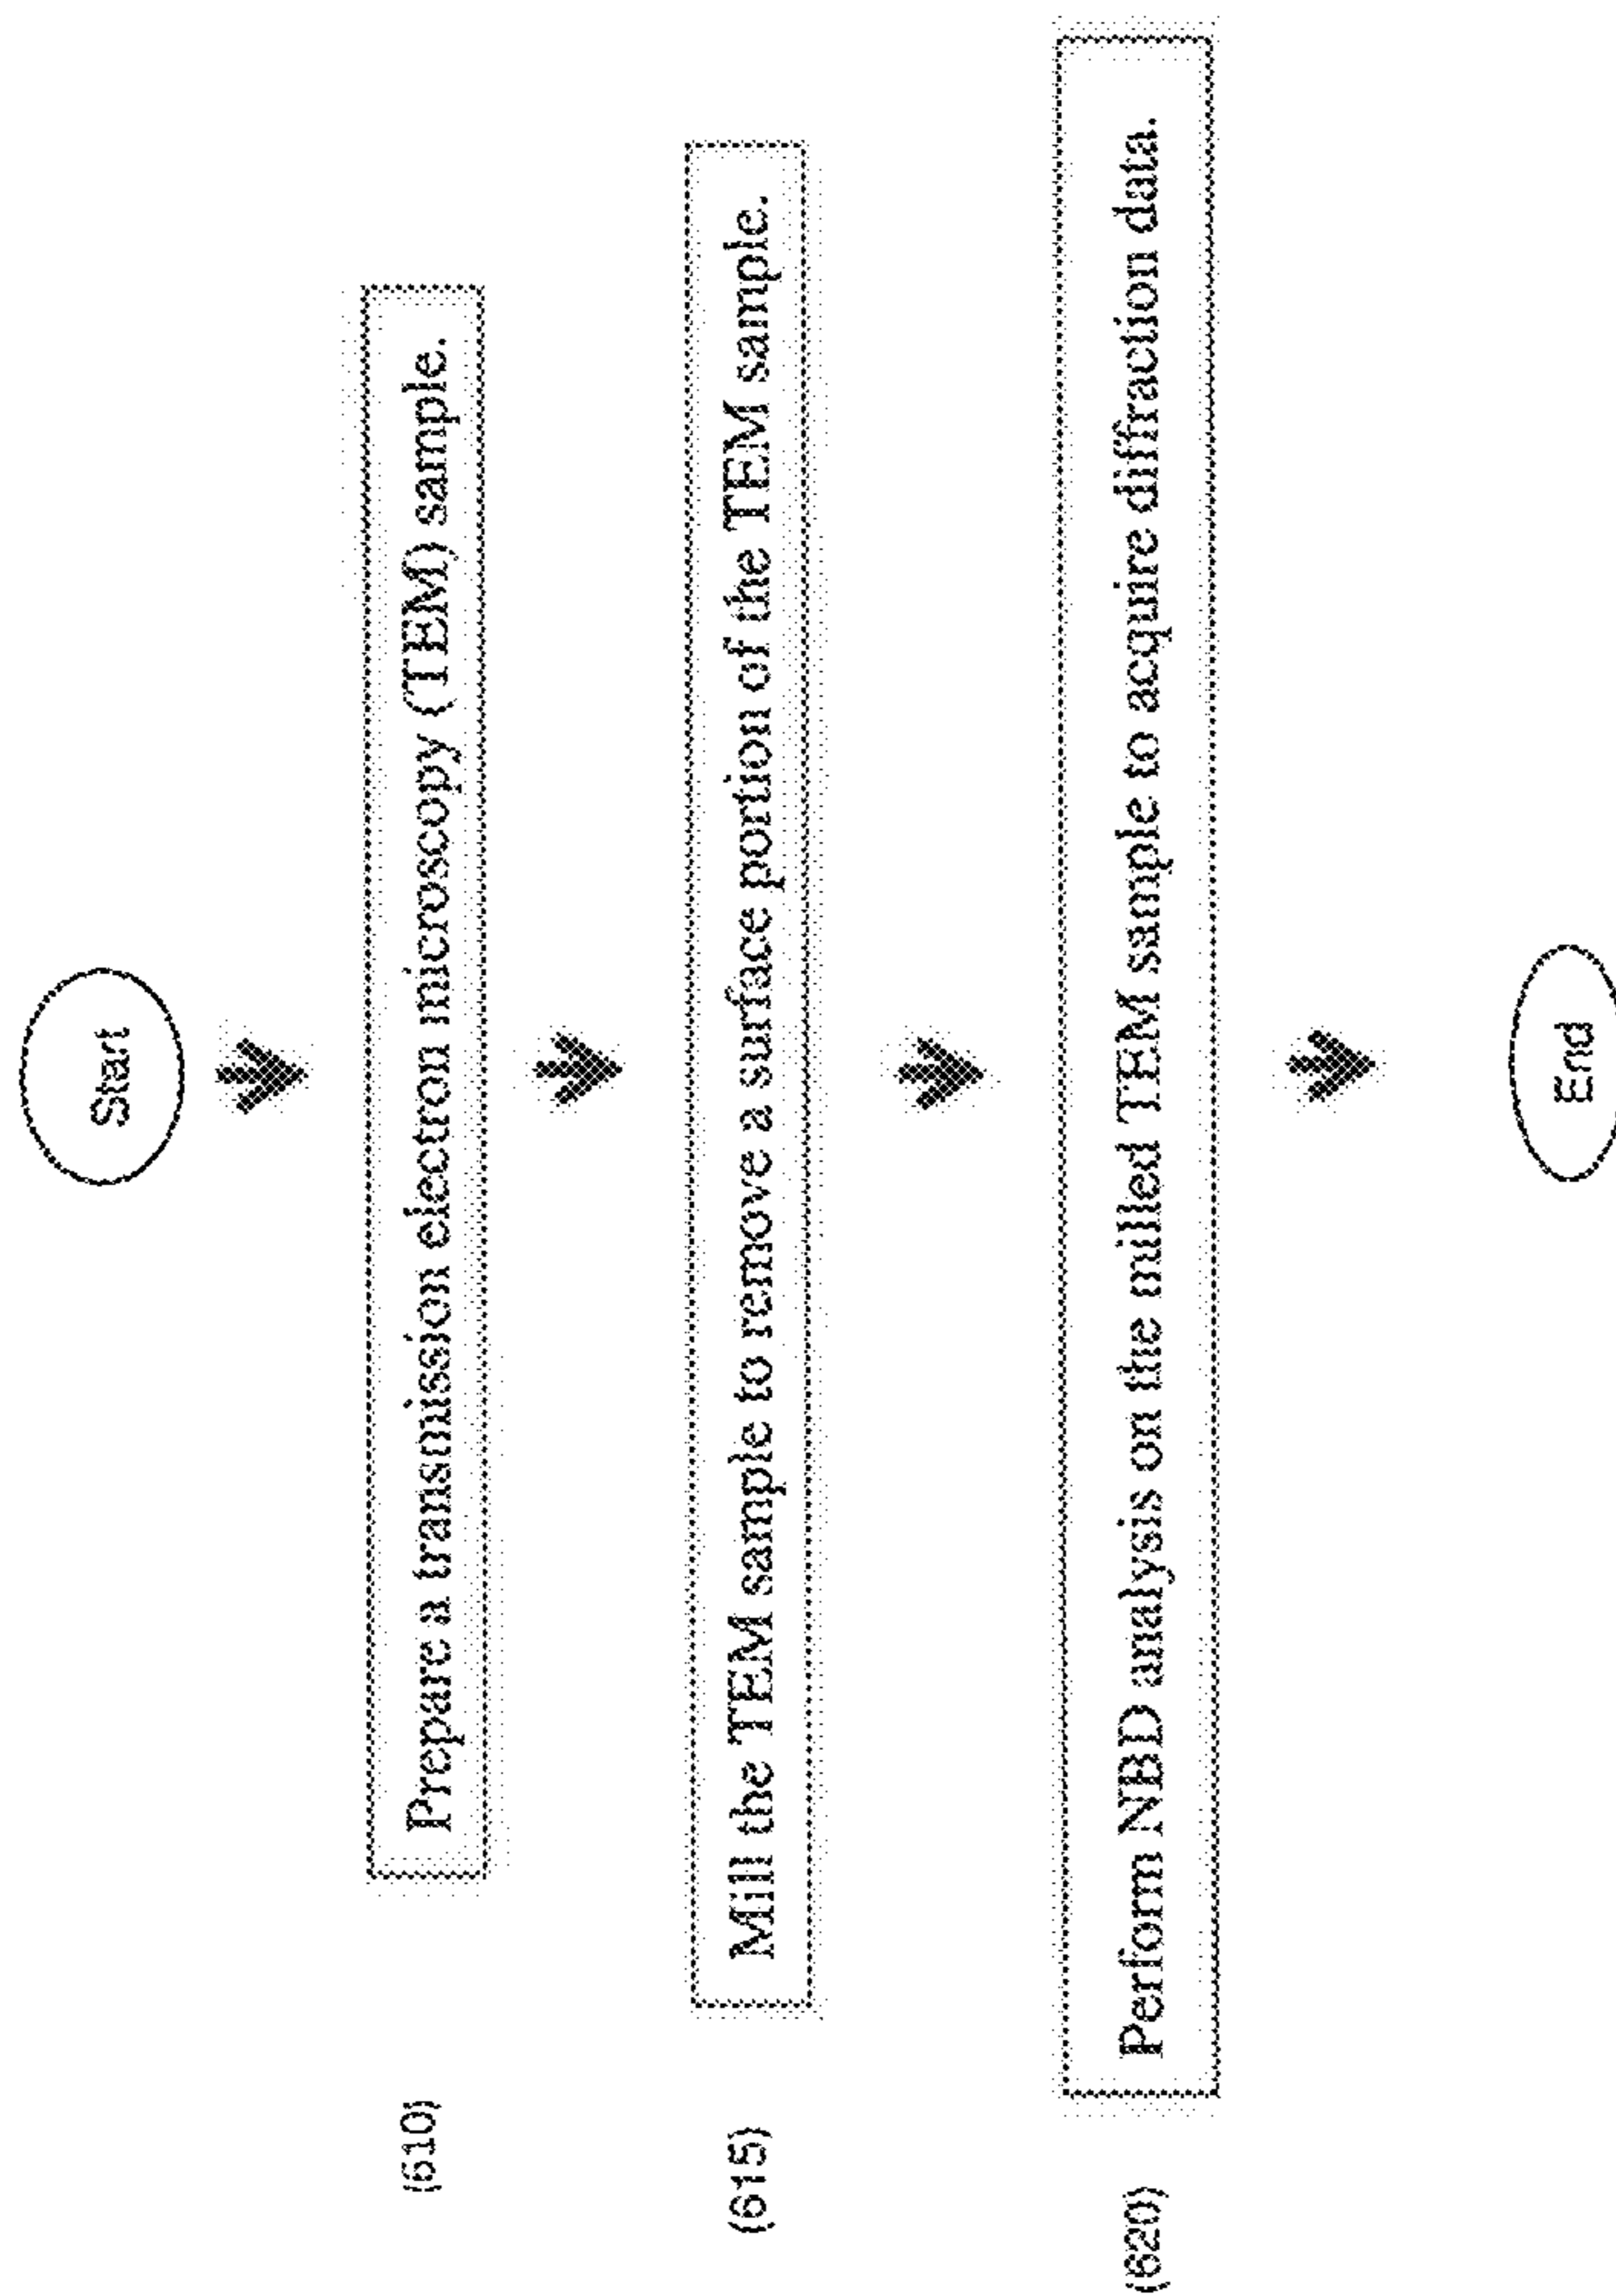 Start
(610) Prepare a transmission electron microscopy (TEM) sample.
(615) Mill the TEM sample to remove a surface portion of the TEM sample.
(620) Perform NBD analysis on the milled TEM sample to acquire diffraction data.
End